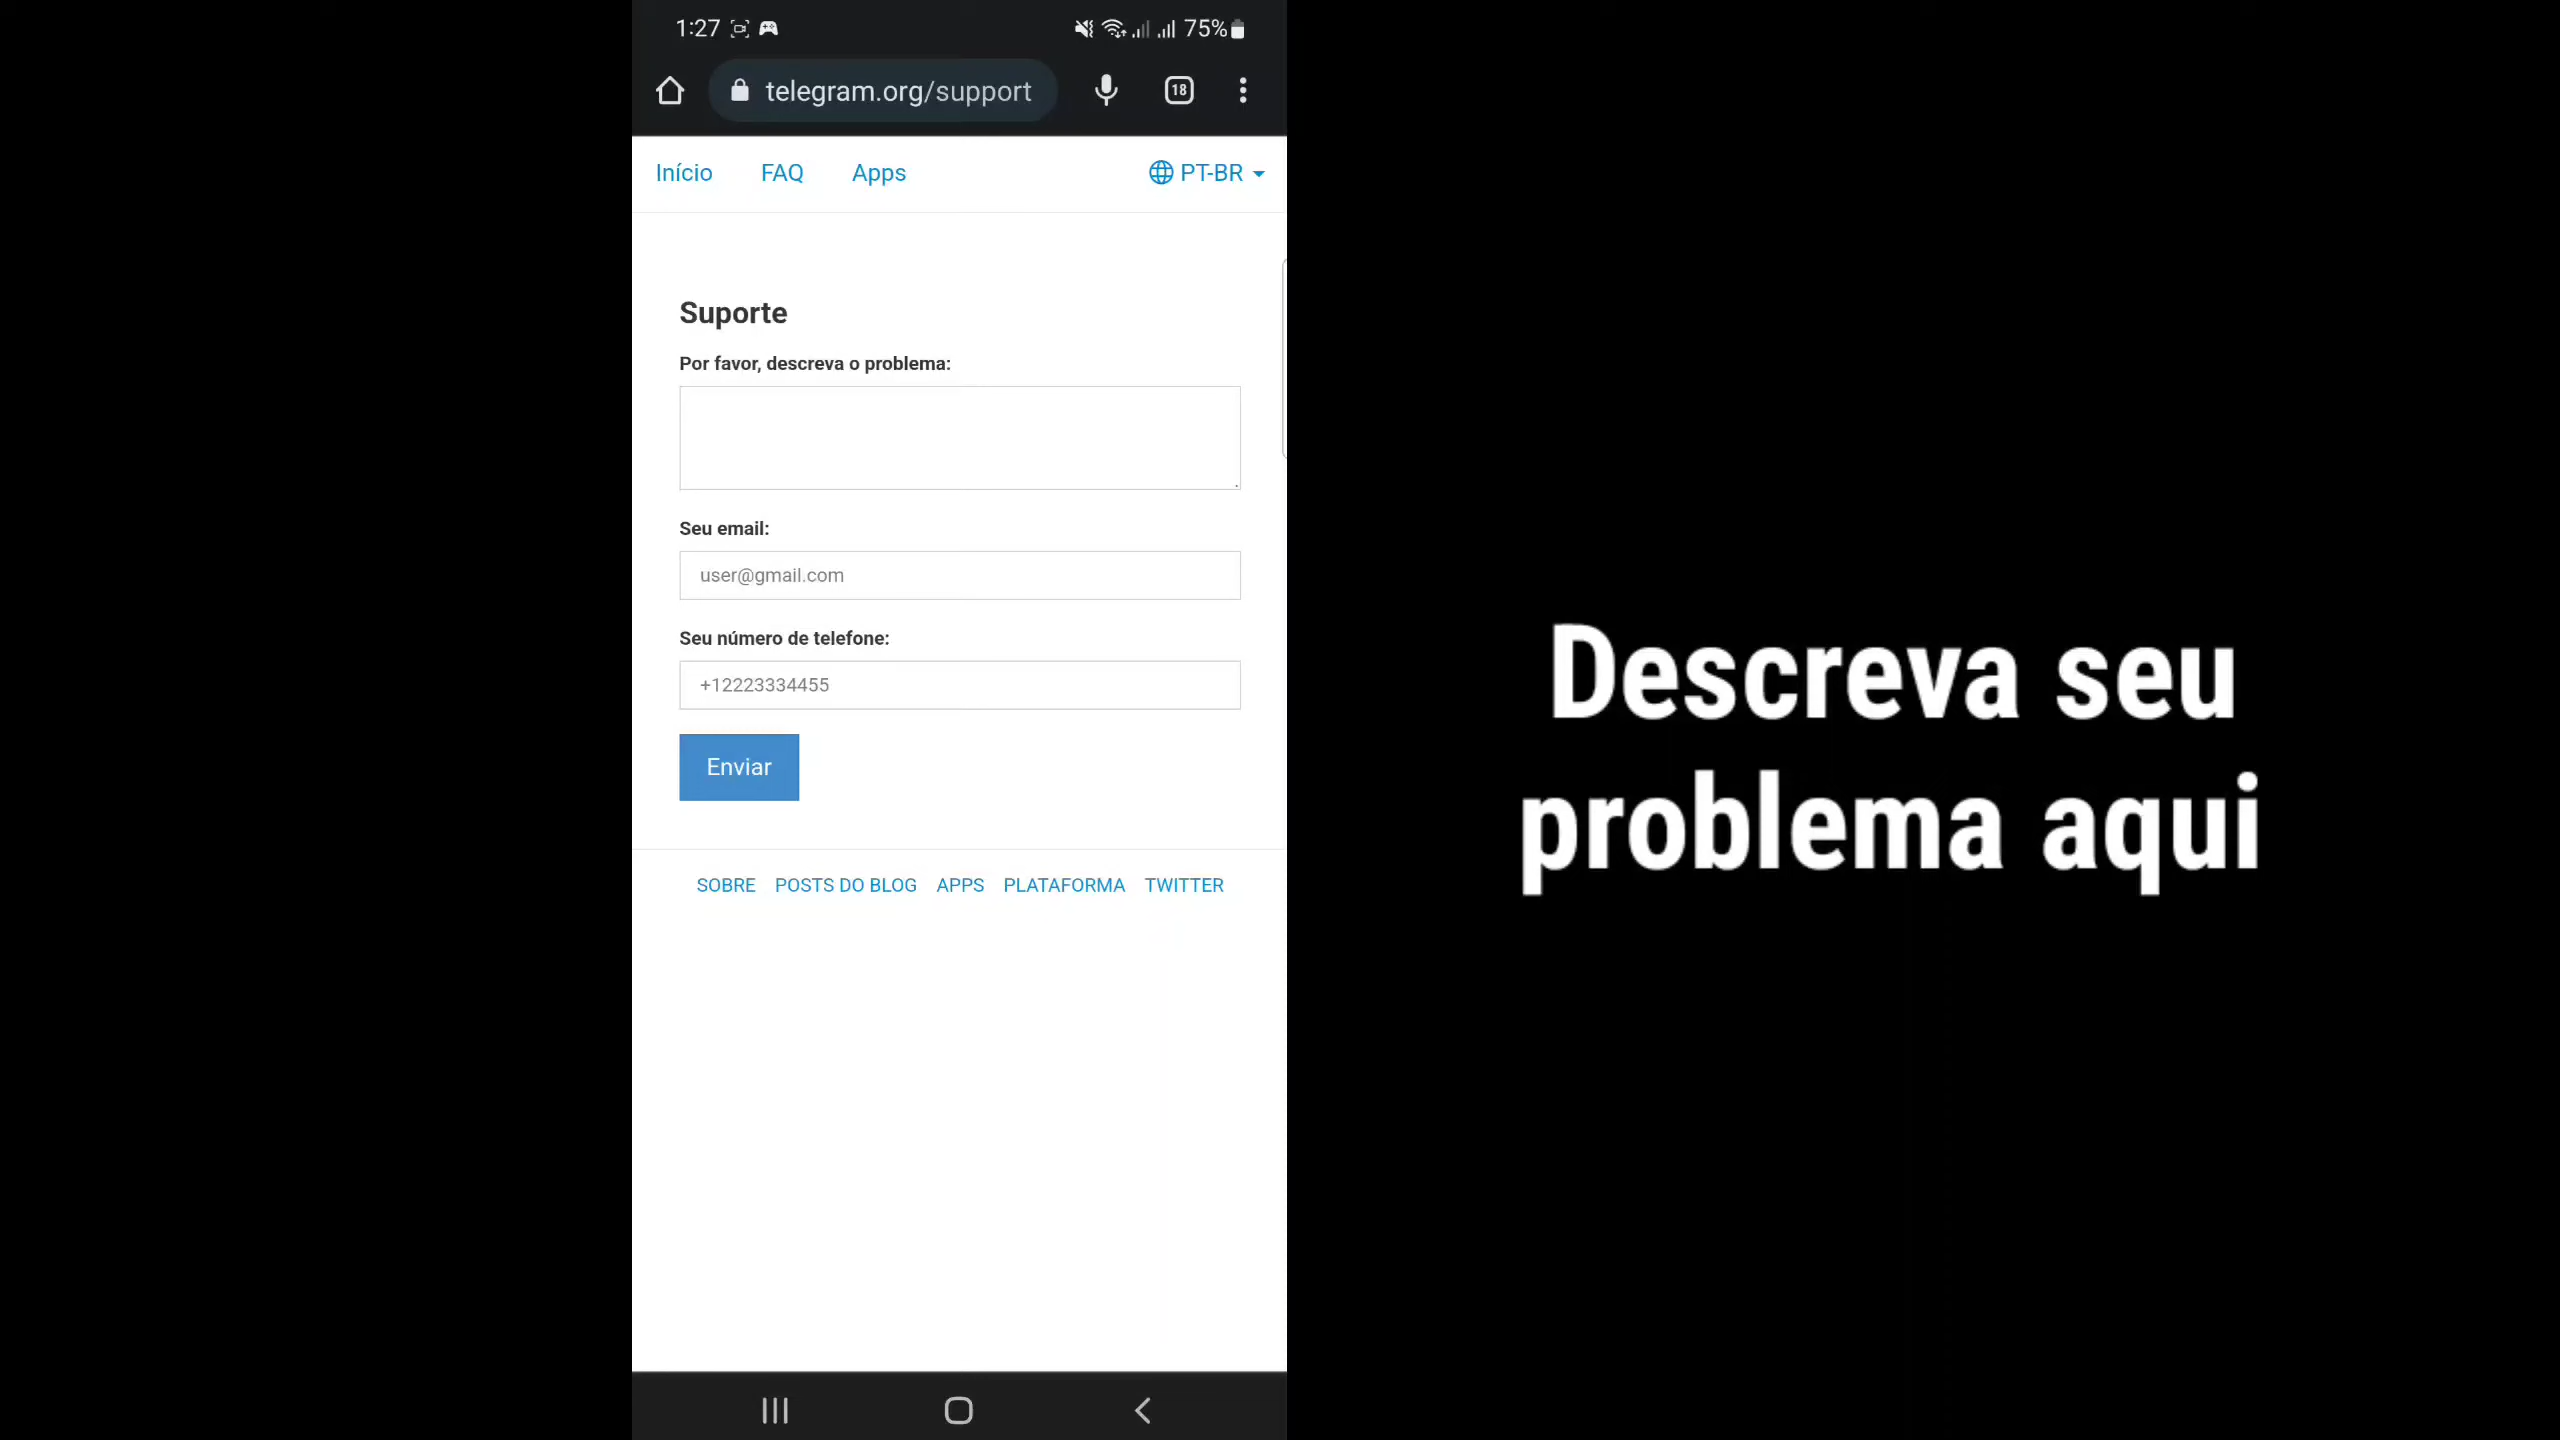 1:27
75%
telegram.org/support
18
Início FAQ Apps PT-BR
Suporte
Por favor, descreva o problema:
Seu email:
user@gmail.com
Seu número de telefone:
+12223334455
Enviar
SOBRE POSTS DO BLOG APPS PLATAFORMA TWITTER
Descreva seu
problema aqui